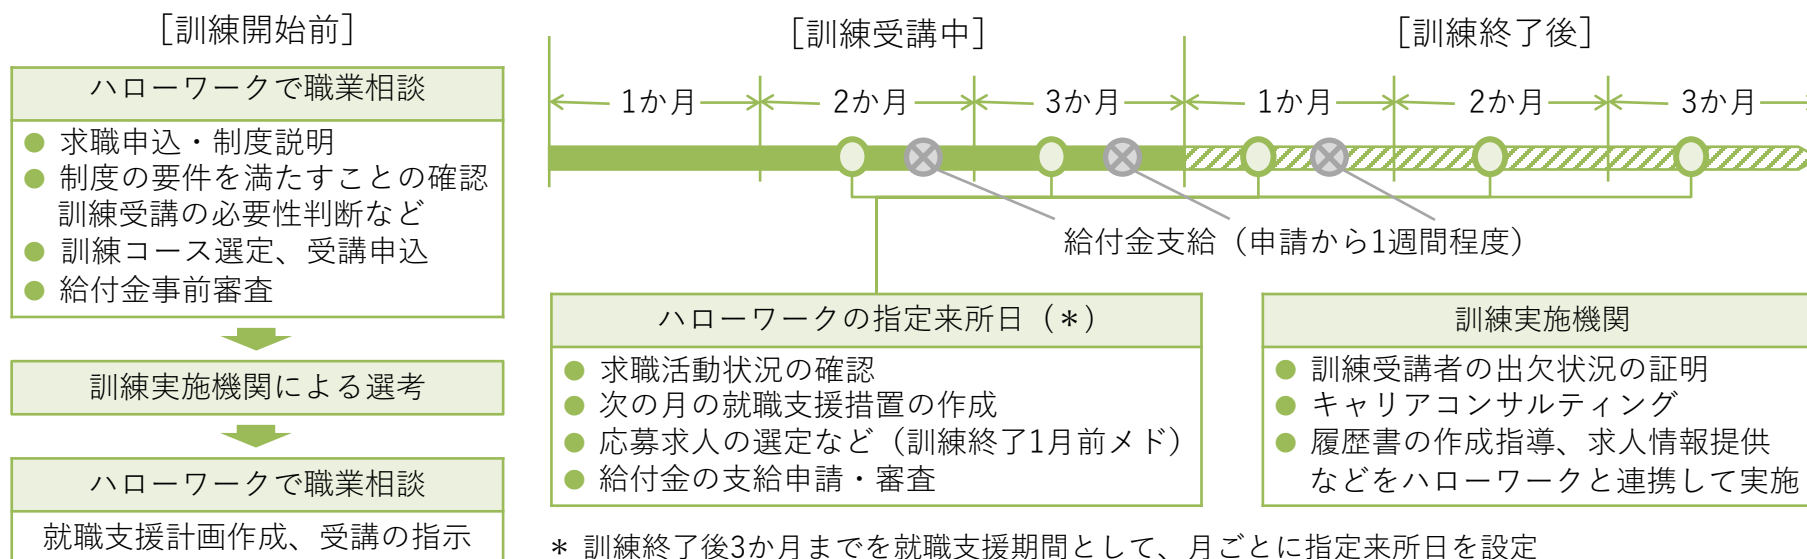 ［訓練開始前］
ハローワークで職業相談
● 求職申込・制度説明
● 制度の要件を満たすことの確認
訓練受講の必要性判断など
● 訓練コース選定、受講申込
● 給付金事前審査
訓練実施機関による選考
ハローワークで職業相談
就職支援計画作成、受講の指示
［訓練受講中］
［訓練終了後］
1か月
2か月
3か月
1か月
2か月
3か月
給付金支給（申請から1週間程度）
ハローワークの指定来所日（＊）
● 求職活動状況の確認
● 次の月の就職支援措置の作成
● 応募求人の選定など（訓練終了1月前メド）
● 給付金の支給申請・審査
訓練実施機関
● 訓練受講者の出欠状況の証明
● キャリアコンサルティング
● 履歴書の作成指導、求人情報提供
などをハローワークと連携して実施
＊ 訓練終了後3か月までを就職支援期間として、月ごとに指定来所日を設定